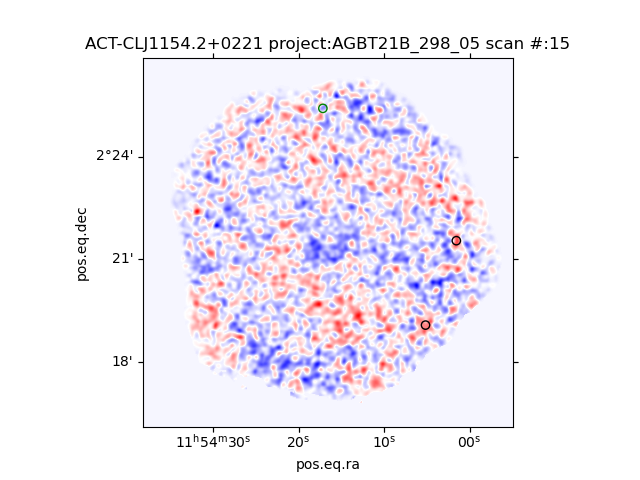 ACT-CLJ1154.2+0221 project:AGBT21B_298_05 scan #:15
pos.eq.dec
2°24'
21'
18'
11ʰ54ᵐ30ˢ 20ˢ 10ˢ 00ˢ
pos.eq.ra